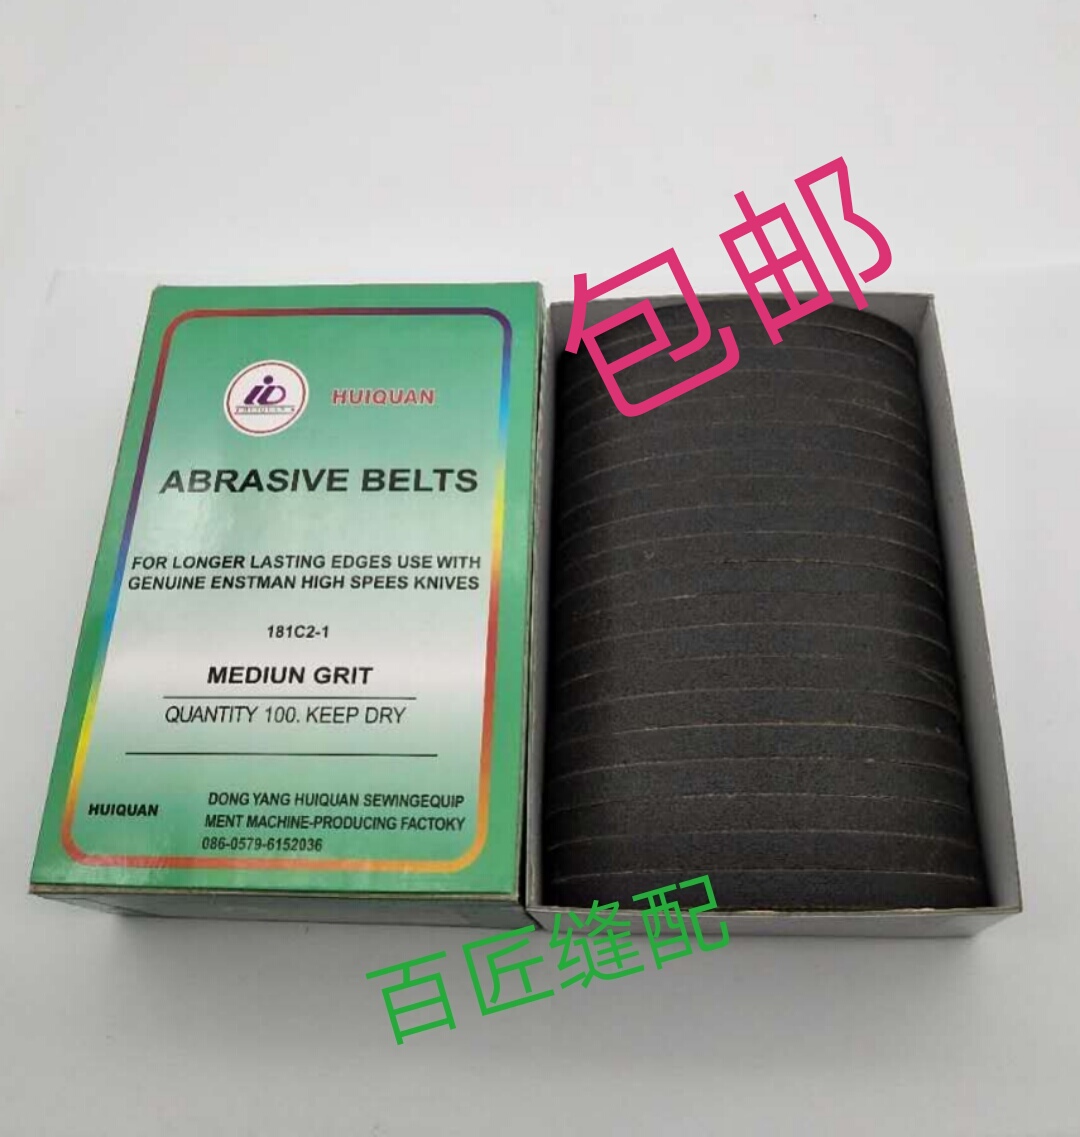 包邮
HUIQUAN
ABRASIVE BELTS
FOR LONGER LASTING EDGES USE WITH
GENUINE ENSTMAN HIGH SPEES KNIVES
181C2-1
MEDIUN GRIT
QUANTITY 100. KEEP DRY
HUIQUAN
DONG YANG HUIQUAN SEWINGEQUIP
MENT MACHINE-PRODUCING FACTOKY
086-0579-6152036
百匠缝配